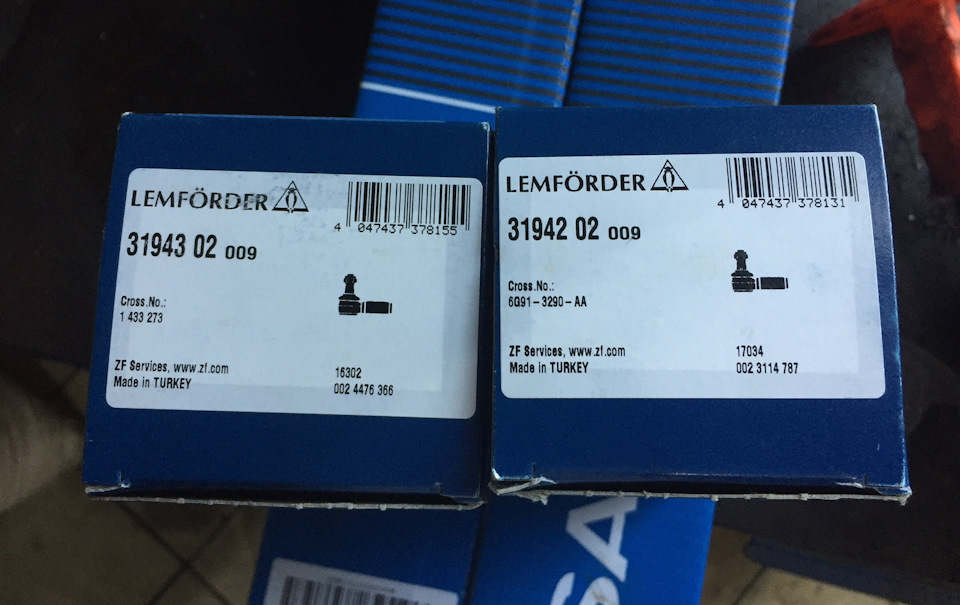 LEMFÖRDER
4 047437 378155
31943 02 009
Cross.No.:
1 433 273
ZF Services, www.zf.com
Made in TURKEY
16302
002 4476 366
LEMFÖRDER
4 047437 378131
31942 02 009
Cross.No.:
6G91-3290-AA
ZF Services, www.zf.com
Made in TURKEY
17034
002 3114 787
SA